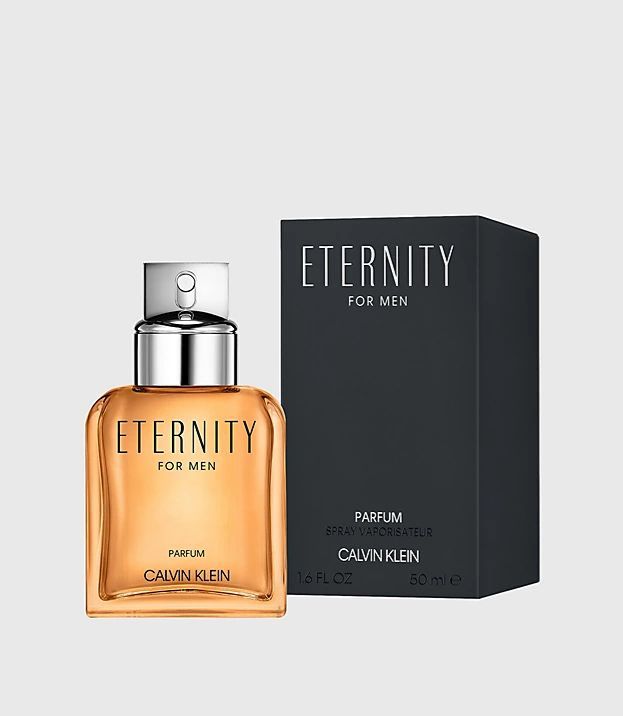 ETERNITY
FOR MEN
PARFUM
CALVIN KLEIN
ETERNITY
FOR MEN
PARFUM
SPRAY VAPORISATEUR
CALVIN KLEIN
1.6 FL OZ 50 ml ℮